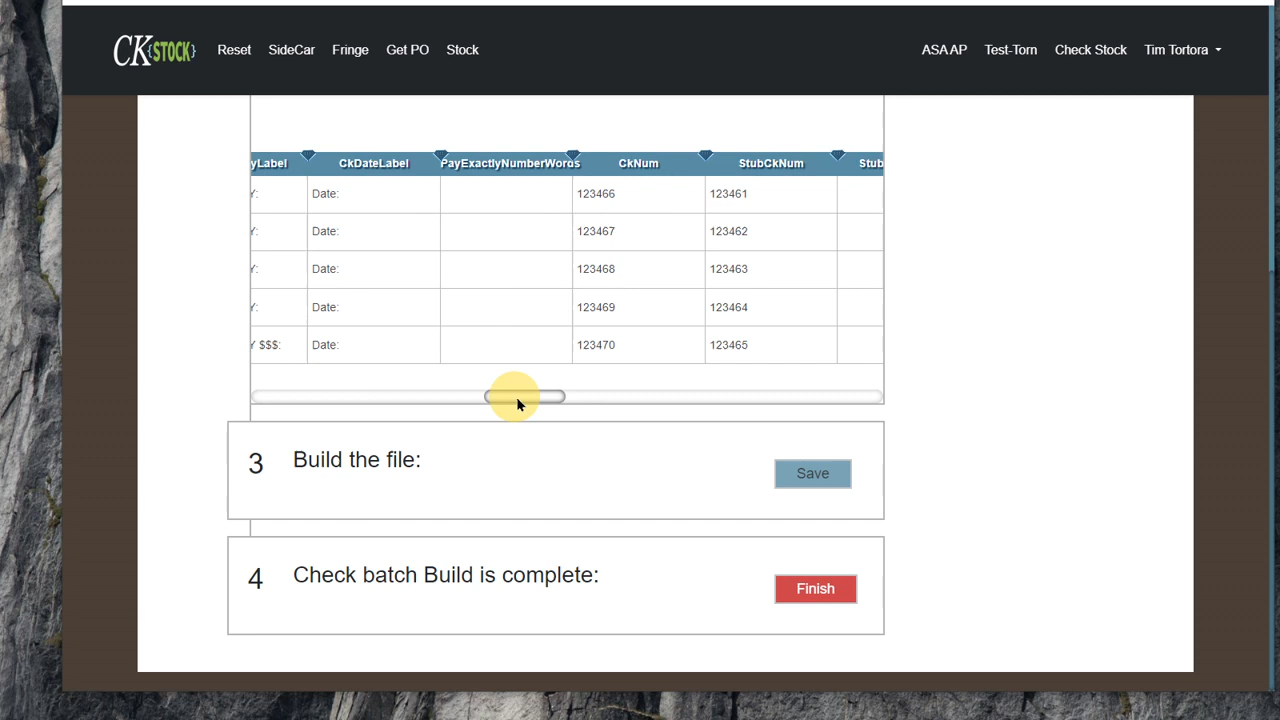 CK{STOCK} Reset SideCar Fringe Get PO Stock ASAAP Test-Torn Check Stock Tim Tortora
yLabel CkDateLabel PayExactlyNumberWords CkNum StubCkNum Stub
Y: Date: 123466 123461
Y: Date: 123467 123462
Y: Date: 123468 123463
Y: Date: 123469 123464
Y $$$: Date: 123470 123465
3 Build the file:
Save
4 Check batch Build is complete:
Finish